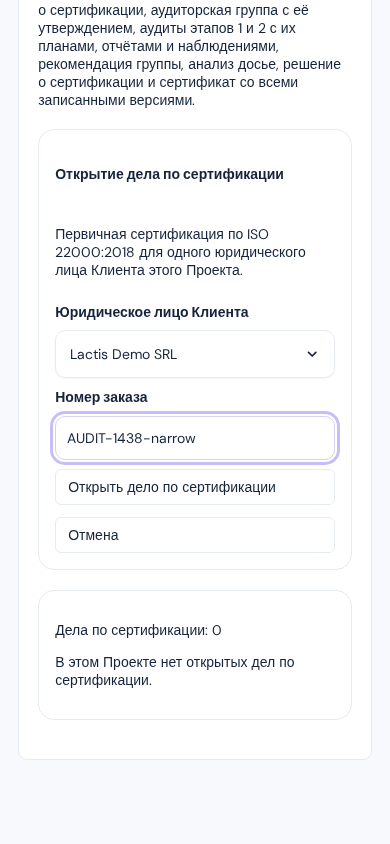 о сертификации, аудиторская группа с её
утверждением, аудиты этапов 1 и 2 с их
планами, отчётами и наблюдениями,
рекомендация группы, анализ досье, решение
о сертификации и сертификат со всеми
записанными версиями.
Открытие дела по сертификации
Первичная сертификация по ISO
22000:2018 для одного юридического
лица Клиента этого Проекта.
Юридическое лицо Клиента
Lactis Demo SRL
Номер заказа
AUDIT-1438-narrow
Открыть дело по сертификации
Отмена
Дела по сертификации: 0
В этом Проекте нет открытых дел по
сертификации.